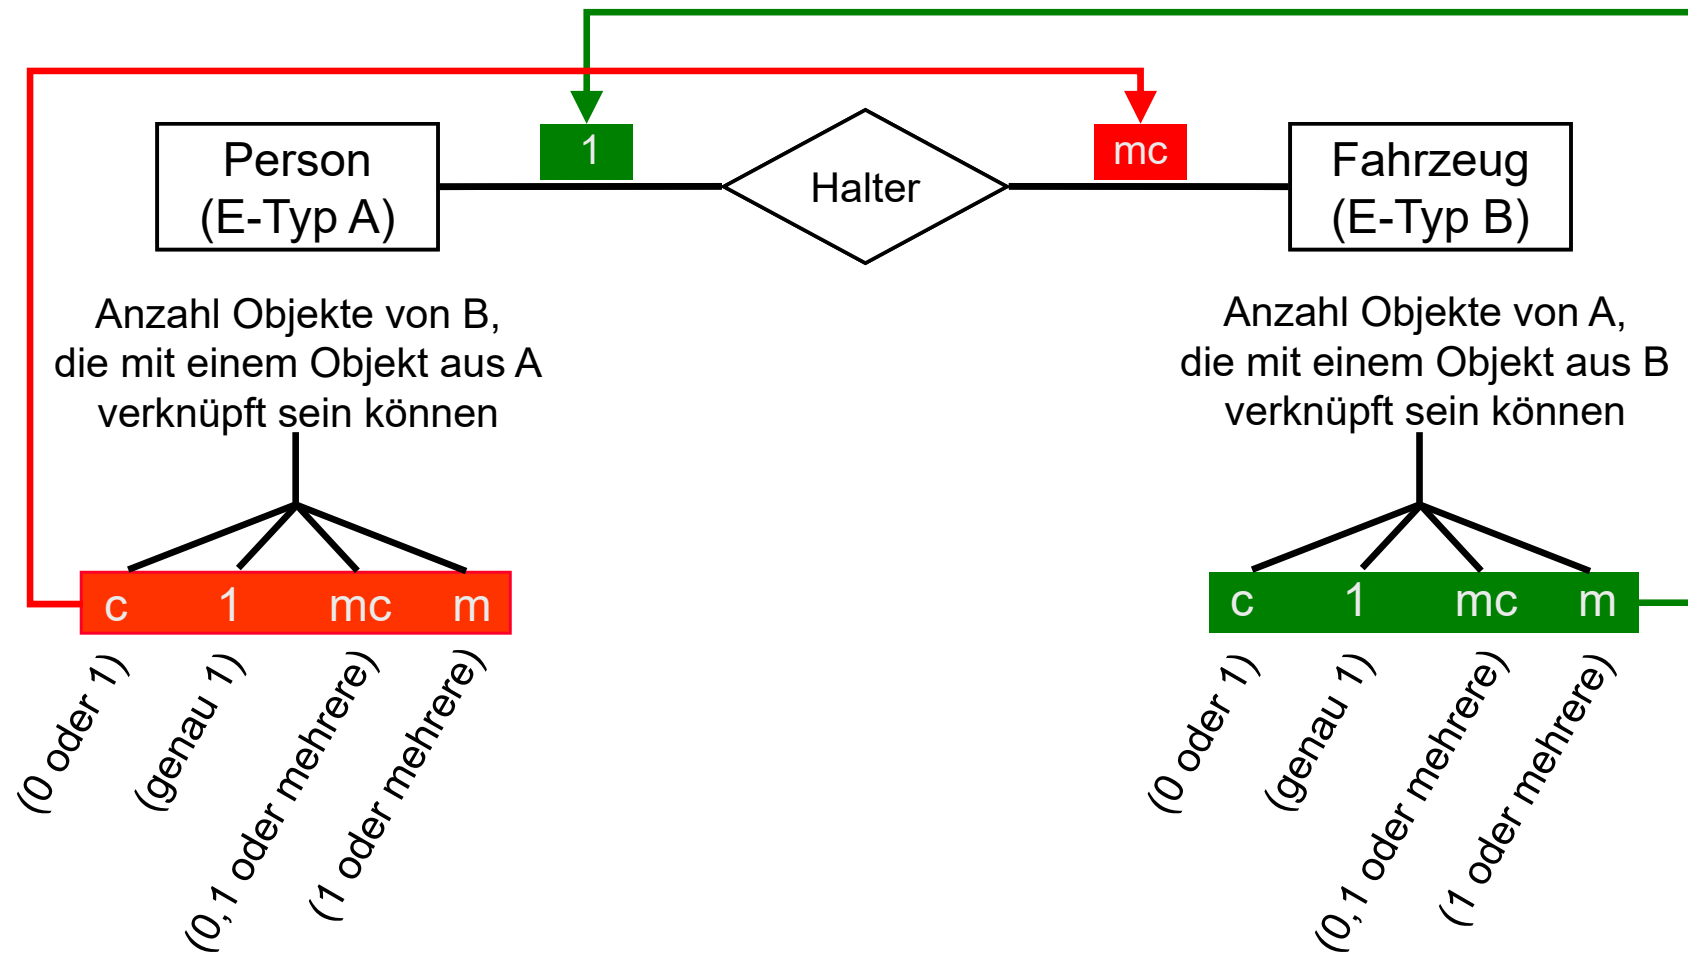 Person
(E-Typ A)
1
Halter
mc
Fahrzeug
(E-Typ B)
Anzahl Objekte von B,
die mit einem Objekt aus A
verknüpft sein können
c 1 mc m
(0 oder 1)
(genau 1)
(0,1 oder mehrere)
(1 oder mehrere)
Anzahl Objekte von A,
die mit einem Objekt aus B
verknüpft sein können
c 1 mc m
(0 oder 1)
(genau 1)
(0,1 oder mehrere)
(1 oder mehrere)